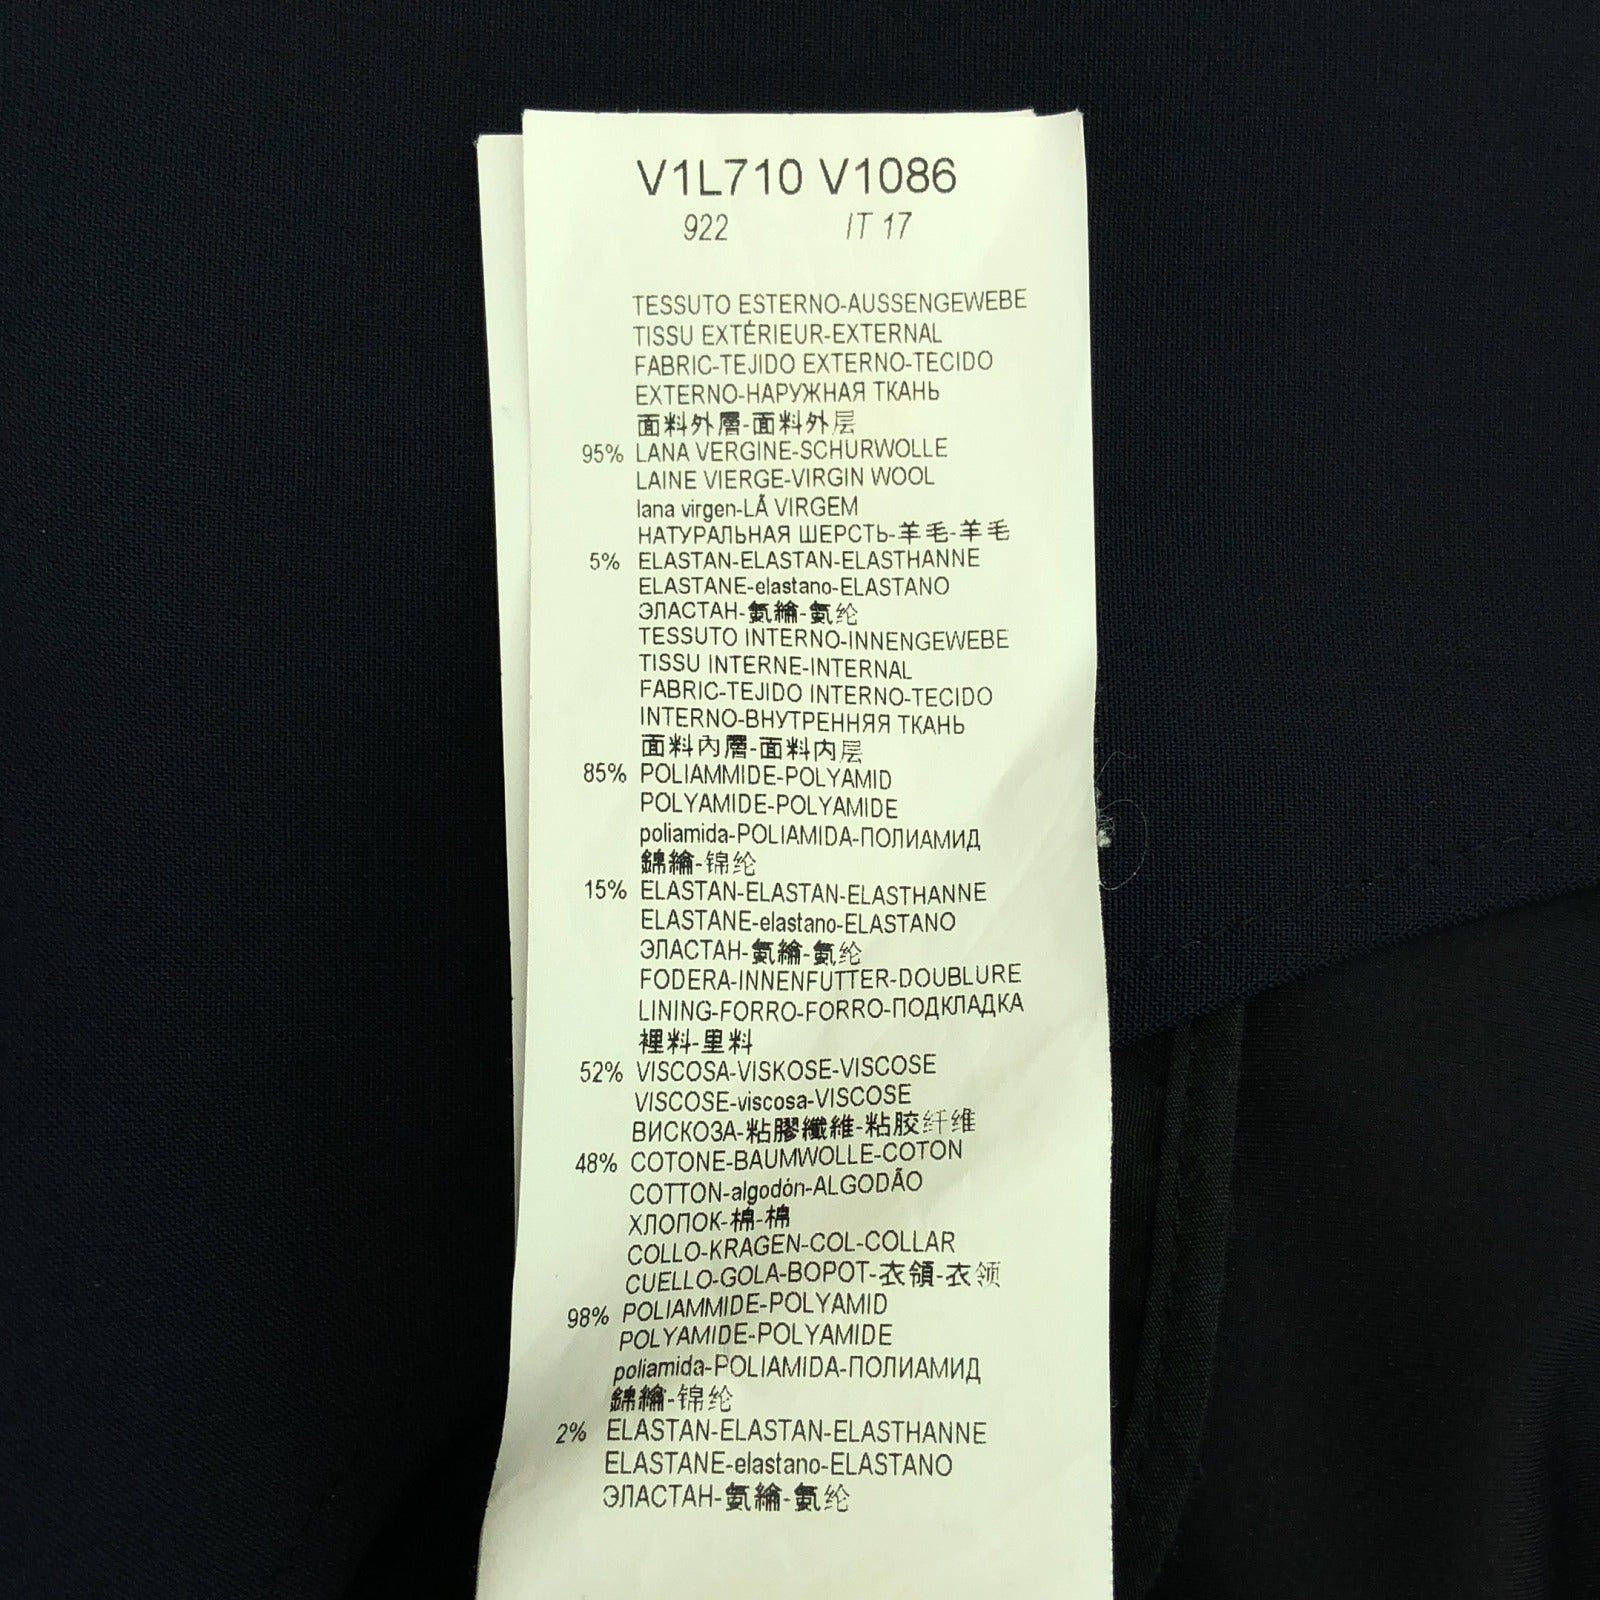 V1L710 V1086
922 IT 17
TESSUTO ESTERNO-AUSSENGEWEBE
TISSU EXTÉRIEUR-EXTERNAL
FABRIC-TEJIDO EXTERNO-TECIDO
EXTERNO-НАРУЖНАЯ ТКАНЬ
面料外層-面料外层
95% LANA VERGINE-SCHURWOLLE
LAINE VIERGE-VIRGIN WOOL
lana virgen-LÃ VIRGEM
НАТУРАЛЬНАЯ ШЕРСТЬ-羊毛-羊毛
5% ELASTAN-ELASTAN-ELASTHANNE
ELASTANE-elastano-ELASTANO
ЭЛАСТАН-氨綸-氨纶
TESSUTO INTERNO-INNENGEWEBE
TISSU INTERNE-INTERNAL
FABRIC-TEJIDO INTERNO-TECIDO
INTERNO-ВНУТРЕННЯЯ ТКАНЬ
面料內層-面料内层
85% POLIAMMIDE-POLYAMID
POLYAMIDE-POLYAMIDE
poliamida-POLIAMIDA-ПОЛИАМИД
錦綸-锦纶
15% ELASTAN-ELASTAN-ELASTHANNE
ELASTANE-elastano-ELASTANO
ЭЛАСТАН-氨綸-氨纶
FODERA-INNENFUTTER-DOUBLURE
LINING-FORRO-FORRO-ПОДКЛАДКА
裡料-里料
52% VISCOSA-VISKOSE-VISCOSE
VISCOSE-viscosa-VISCOSE
ВИСКОЗА-粘膠纖維-粘胶纤维
48% COTONE-BAUMWOLLE-COTON
COTTON-algodón-ALGODÃO
ХЛОПОК-棉-棉
COLLO-KRAGEN-COL-COLLAR
CUELLO-GOLA-ВОРОТ-衣領-衣领
98% POLIAMMIDE-POLYAMID
POLYAMIDE-POLYAMIDE
poliamida-POLIAMIDA-ПОЛИАМИД
錦綸-锦纶
2% ELASTAN-ELASTAN-ELASTHANNE
ELASTANE-elastano-ELASTANO
ЭЛАСТАН-氨綸-氨纶